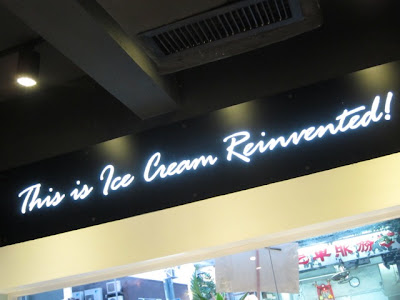 This is Ice Cream Reinvented!